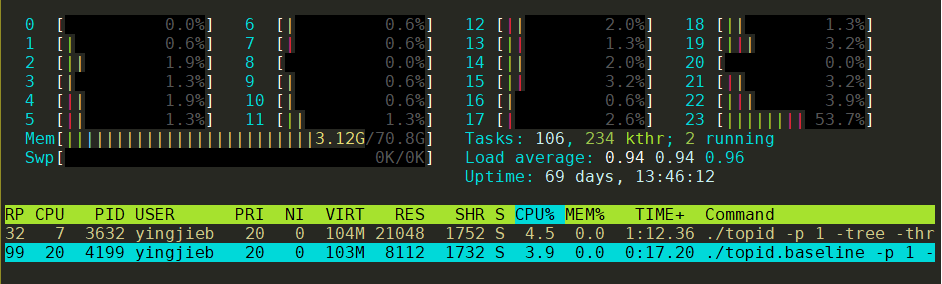 0 [| 0.0%] 6 [| 0.6%] 12 [|| 2.0%] 18 [|| 1.3%]
1 [| 0.6%] 7 [| 0.6%] 13 [|| 1.3%] 19 [||| 3.2%]
2 [|| 1.9%] 8 [ 0.0%] 14 [|| 2.0%] 20 [ 0.0%]
3 [| 1.3%] 9 [| 0.6%] 15 [|| 3.2%] 21 [|| 3.2%]
4 [|| 1.9%] 10 [| 0.6%] 16 [| 0.6%] 22 [||| 3.9%]
5 [|| 1.3%] 11 [|| 1.3%] 17 [| 2.6%] 23 [|||||||| 53.7%]
Mem[|||||||||||||||||||||||||3.12G/70.8G] Tasks: 106, 234 kthr; 2 running
Swp[ 0K/0K] Load average: 0.94 0.94 0.96
Uptime: 69 days, 13:46:12
RP CPU PID USER PRI NI VIRT RES SHR S CPU% MEM% TIME+ Command
32 7 3632 yingjieb 20 0 104M 21048 1752 S 4.5 0.0 1:12.36 ./topid -p 1 -tree -thr
99 20 4199 yingjieb 20 0 103M 8112 1732 S 3.9 0.0 0:17.20 ./topid.baseline -p 1 -